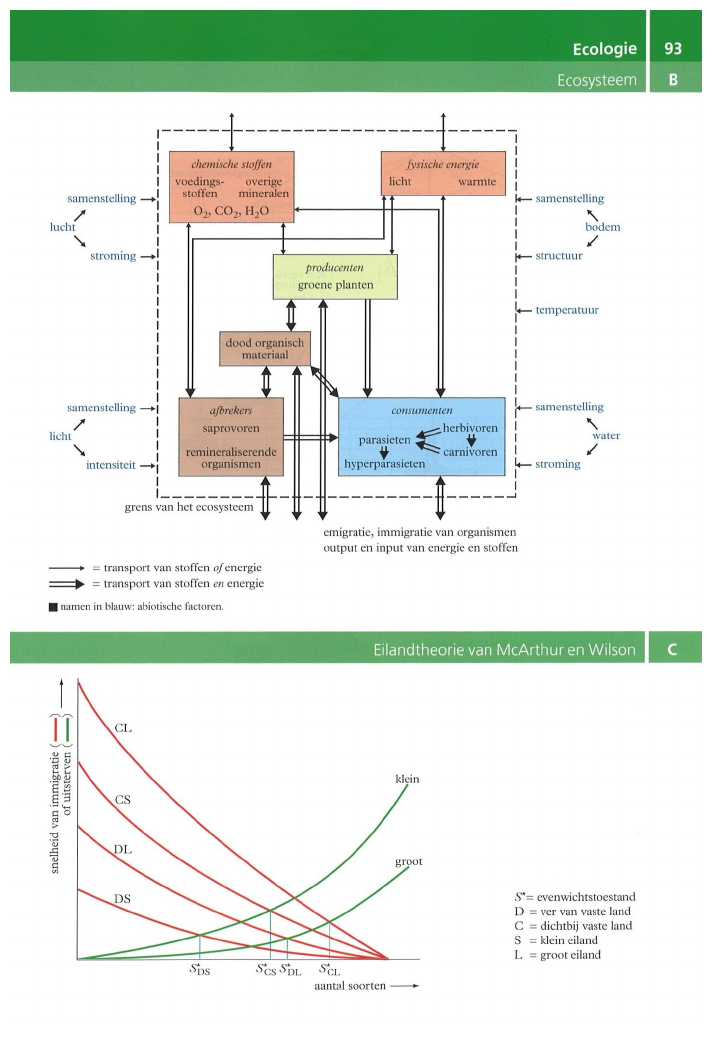 Ecologie 93
Ecosysteem B
chemische stoffen
voedings-
stoffen
overige
mineralen
O₂, CO₂, H₂O
fysische energie
licht warmte
samenstelling
lucht
stroming
samenstelling
bodem
structuur
temperatuur
producenten
groene planten
dood organisch
materiaal
afbrekers
saprovoren
remineraliserende
organismen
consumenten
herbivoren
parasieten
carnivoren
hyperparasieten
samenstelling
licht
intensiteit
samenstelling
water
stroming
grens van het ecosysteem
emigratie, immigratie van organismen
output en input van energie en stoffen
= transport van stoffen of energie
= transport van stoffen en energie
namen in blauw: abiotische factoren.
Eilandtheorie van McArthur en Wilson C
snelheid van immigratie ( )
of uitsterven ( )
CL
CS
DL
DS
klein
groot
S*DS
S*CS
S*DL
S*CL
aantal soorten
S*= evenwichtstoestand
D = ver van vaste land
C = dichtbij vaste land
S = klein eiland
L = groot eiland